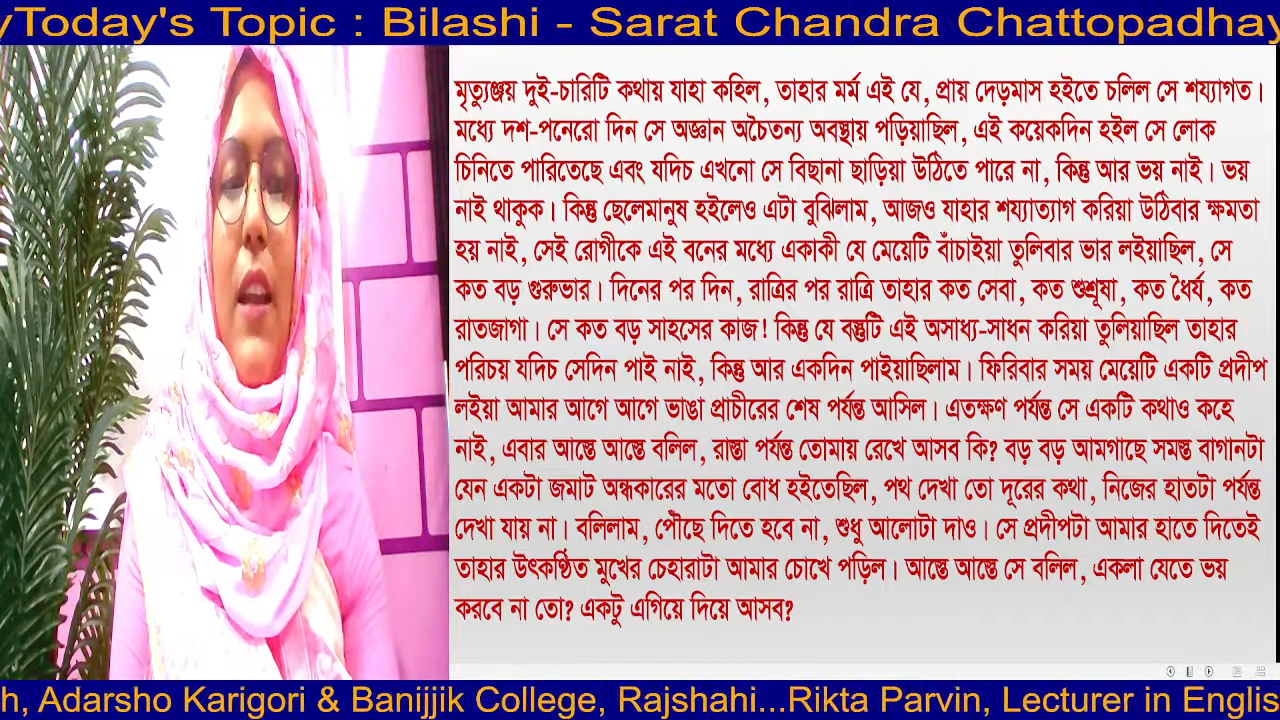 yToday's Topic : Bilashi - Sarat Chandra Chattopadhay
মৃত্যুঞ্জয় দুই-চারিটি কথায় যাহা কহিল, তাহার মর্ম এই যে, প্রায় দেড়মাস হইতে চলিল সে শয্যাগত।
মধ্যে দশ-পনেরো দিন সে অজ্ঞান অচৈতন্য অবস্থায় পড়িয়াছিল, এই কয়েকদিন হইল সে লোক
চিনিতে পারিতেছে এবং যদিচ এখনো সে বিছানা ছাড়িয়া উঠিতে পারে না, কিন্তু আর ভয় নাই। ভয়
নাই থাকুক। কিন্তু ছেলেমানুষ হইলেও এটা বুঝিলাম, আজও যাহার শয্যাত্যাগ করিয়া উঠিবার ক্ষমতা
হয় নাই, সেই রোগীকে এই বনের মধ্যে একাকী যে মেয়েটি বাঁচাইয়া তুলিবার ভার লইয়াছিল, সে
কত বড় গুরুভার। দিনের পর দিন, রাত্রির পর রাত্রি তাহার কত সেবা, কত শুশ্রূষা, কত ধৈর্য, কত
রাতজাগা। সে কত বড় সাহসের কাজ! কিন্তু যে বস্তুটি এই অসাধ্য-সাধন করিয়া তুলিয়াছিল তাহার
পরিচয় যদিচ সেদিন পাই নাই, কিন্তু আর একদিন পাইয়াছিলাম। ফিরিবার সময় মেয়েটি একটি প্রদীপ
লইয়া আমার আগে আগে ভাঙা প্রাচীরের শেষ পর্যন্ত আসিল। এতক্ষণ পর্যন্ত সে একটি কথাও কহে
নাই, এবার আস্তে আস্তে বলিল, রাস্তা পর্যন্ত তোমায় রেখে আসব কি? বড় বড় আমগাছে সমস্ত বাগানটা
যেন একটা জমাট অন্ধকারের মতো বোধ হইতেছিল, পথ দেখা তো দূরের কথা, নিজের হাতটা পর্যন্ত
দেখা যায় না। বলিলাম, পৌঁছে দিতে হবে না, শুধু আলোটা দাও। সে প্রদীপটা আমার হাতে দিতেই
তাহার উৎকণ্ঠিত মুখের চেহারাটা আমার চোখে পড়িল। আস্তে আস্তে সে বলিল, একলা যেতে ভয়
করবে না তো? একটু এগিয়ে দিয়ে আসব?
h, Adarsho Karigori & Banijjik College, Rajshahi...Rikta Parvin, Lecturer in Englis